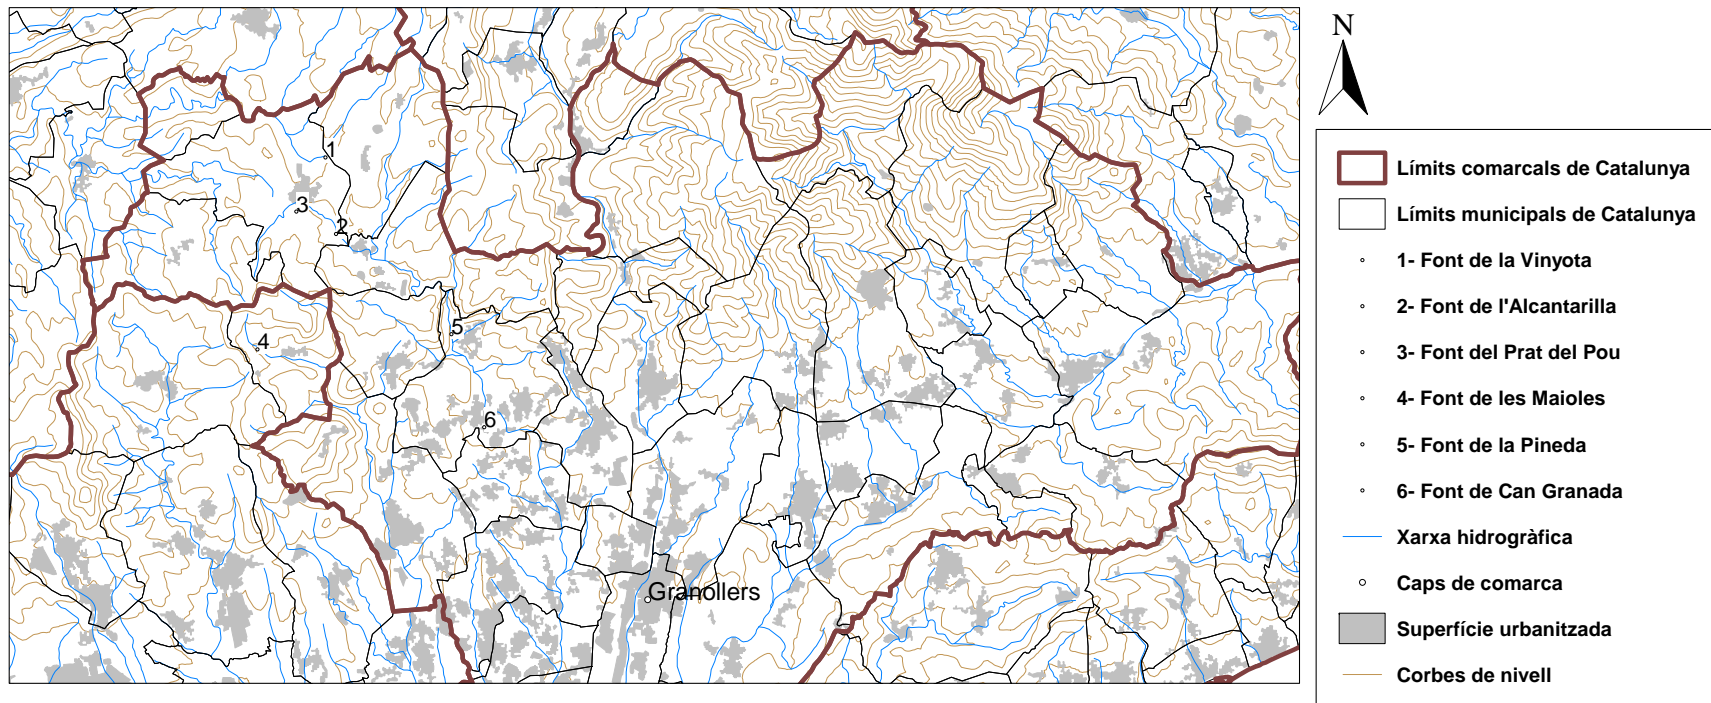 N
1
3
2
5
4
6
Granollers
Límits comarcals de Catalunya
Límits municipals de Catalunya
1- Font de la Vinyota
2- Font de l'Alcantarilla
3- Font del Prat del Pou
4- Font de les Maioles
5- Font de la Pineda
6- Font de Can Granada
Xarxa hidrogràfica
Caps de comarca
Superfície urbanitzada
Corbes de nivell